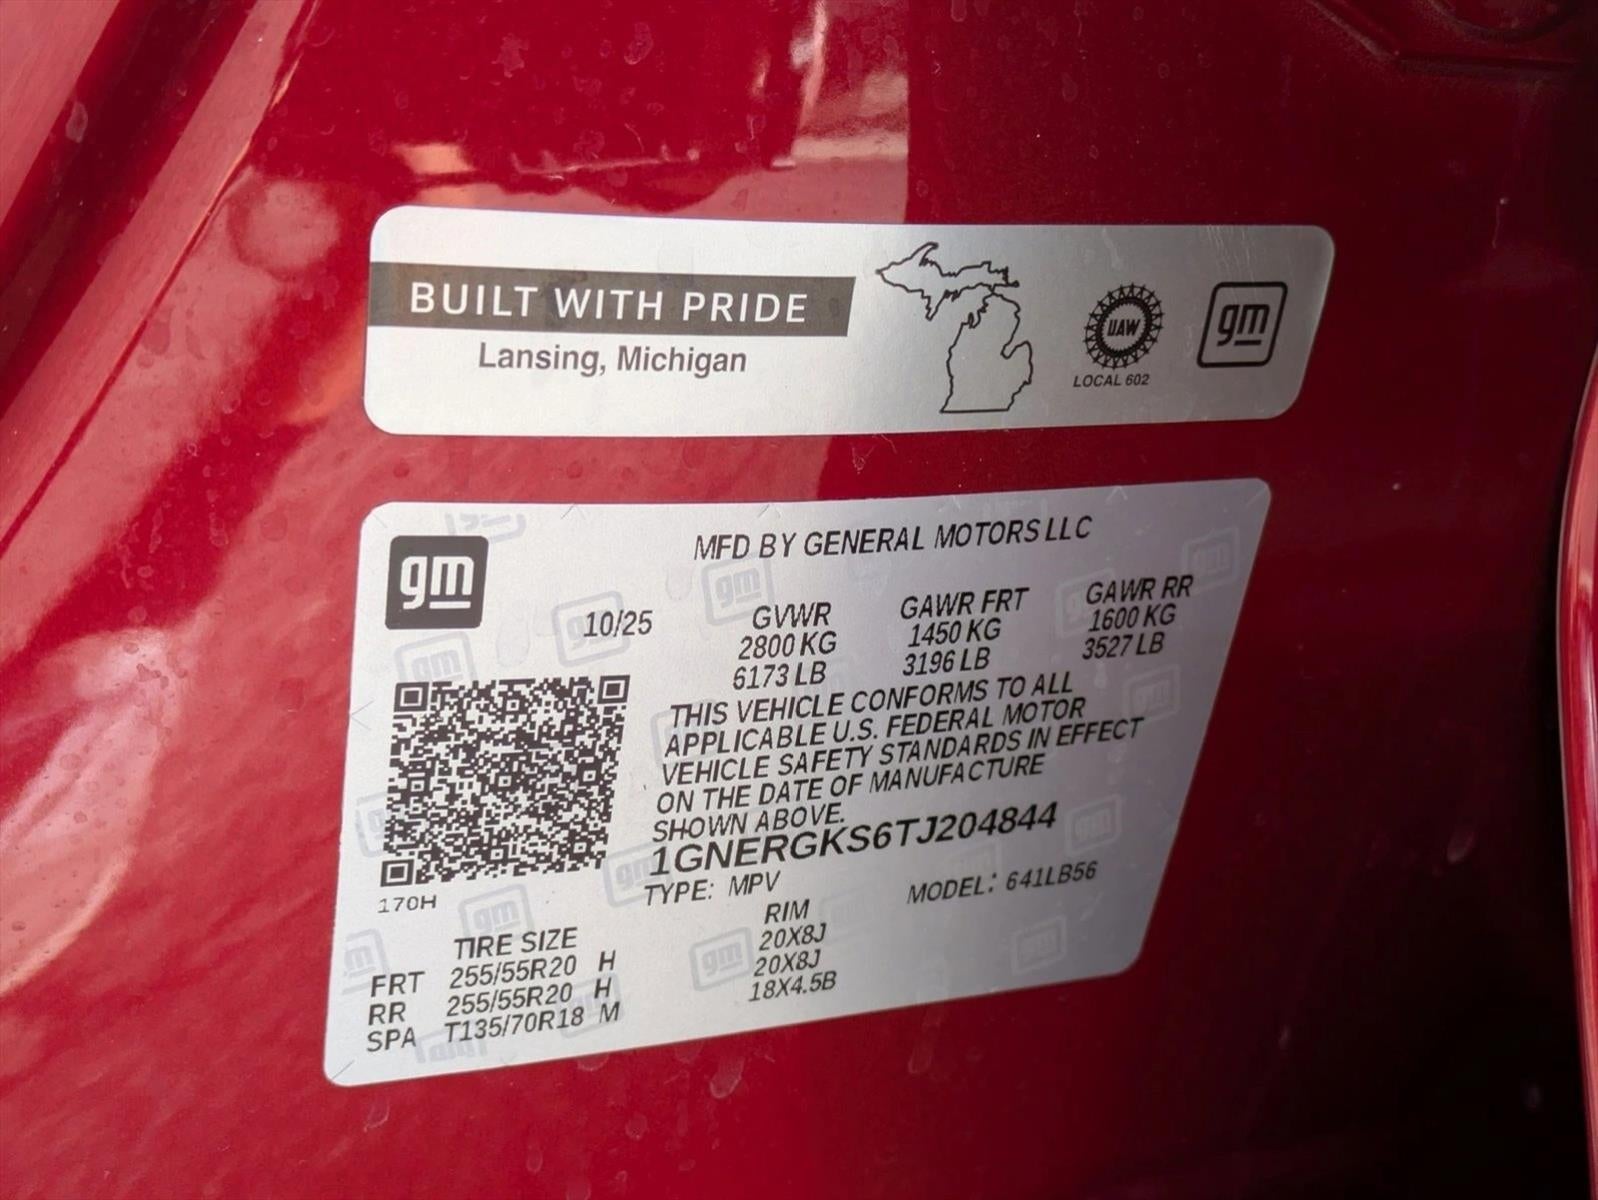 BUILT WITH PRIDE
Lansing, Michigan
UAW
LOCAL 602
gm
gm
MFD BY GENERAL MOTORS LLC
10/25
GVWR
2800 KG
6173 LB
GAWR FRT
1450 KG
3196 LB
GAWR RR
1600 KG
3527 LB
THIS VEHICLE CONFORMS TO ALL
APPLICABLE U.S. FEDERAL MOTOR
VEHICLE SAFETY STANDARDS IN EFFECT
ON THE DATE OF MANUFACTURE
SHOWN ABOVE.
1GNERGKS6TJ204844
TYPE: MPV MODEL: 641LB56
170H
TIRE SIZE RIM
FRT 255/55R20 H 20X8J
RR 255/55R20 H 20X8J
SPA T135/70R18 M 18X4.5B